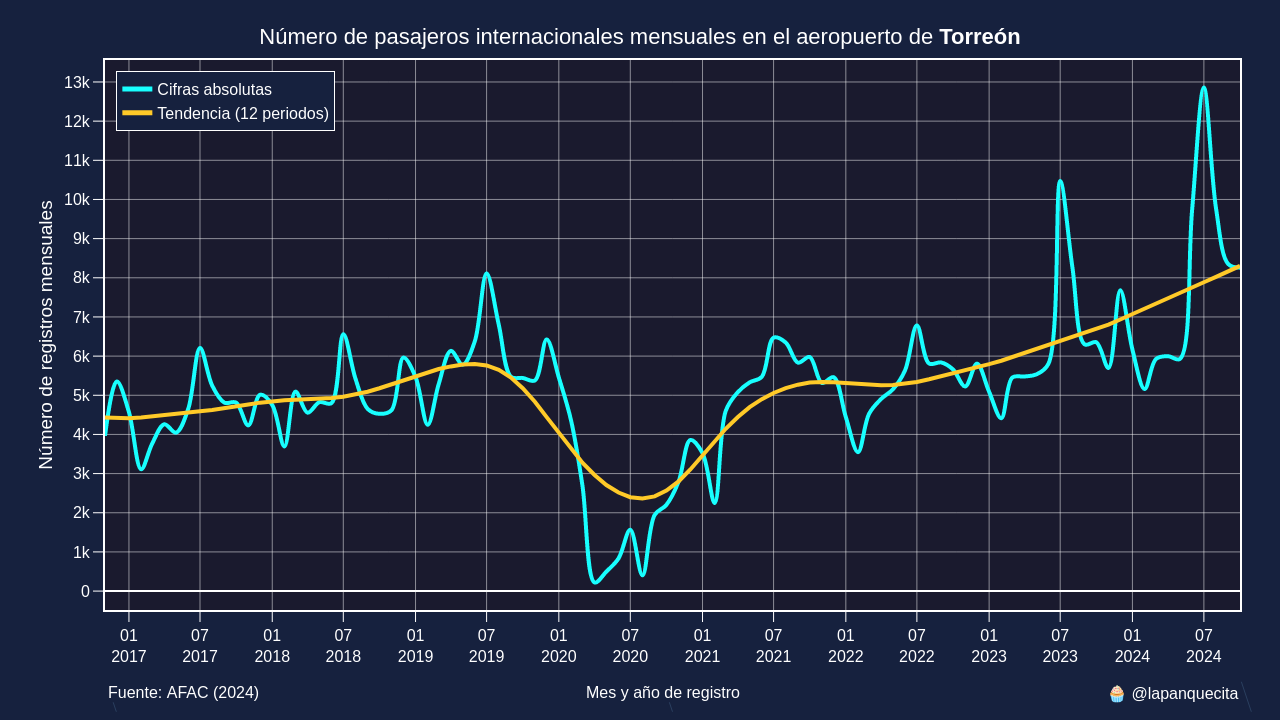 Número de pasajeros internacionales mensuales en el aeropuerto de Torreón
Cifras absolutas
Tendencia (12 periodos)
Número de registros mensuales
13k
12k
11k
10k
9k
8k
7k
6k
5k
4k
3k
2k
1k
0
01 07 01 07 01 07 01 07 01 07 01 07 01 07 01 07
2017 2017 2018 2018 2019 2019 2020 2020 2021 2021 2022 2022 2023 2023 2024 2024
Fuente: AFAC (2024) Mes y año de registro 🧁 @lapanquecita